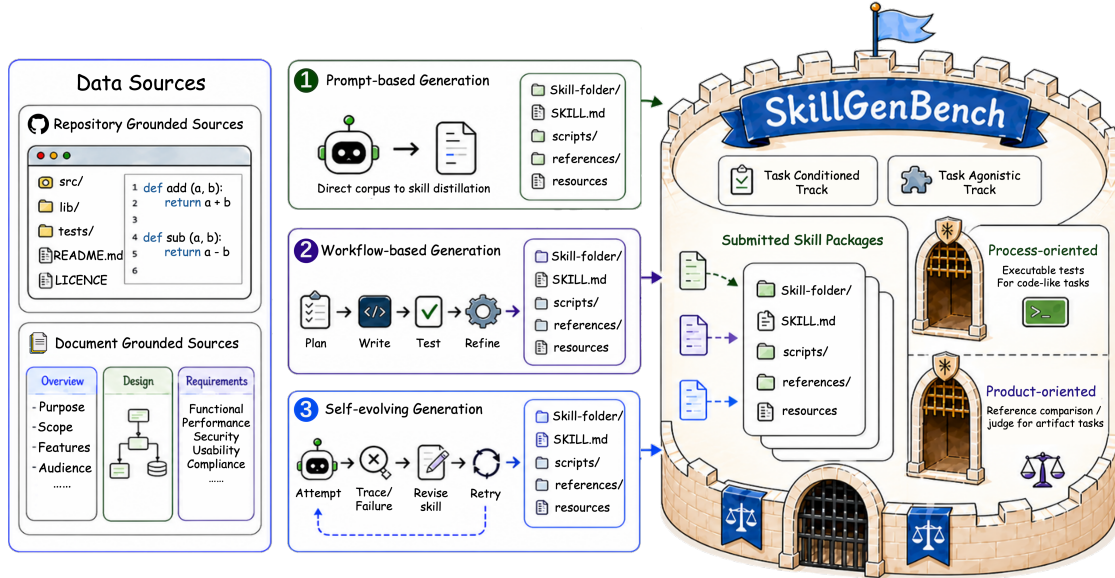 Data Sources
Repository Grounded Sources
src/
lib/
tests/
README.md
LICENCE
1 def add (a, b):
2 return a + b
3
4 def sub (a, b):
5 return a - b
6
Document Grounded Sources
Overview
- Purpose
- Scope
- Features
- Audience
......
Design
Requirements
Functional
Performance
Security
Usability
Compliance
......
1 Prompt-based Generation
Direct corpus to skill distillation
Skill-folder/
SKILL.md
scripts/
references/
resources
2 Workflow-based Generation
</>
Plan
Write
Test
Refine
Skill-folder/
SKILL.md
scripts/
references/
resources
3 Self-evolving Generation
Attempt
Trace/
Failure
Revise
skill
Retry
Skill-folder/
SKILL.md
scripts/
references/
resources
SkillGenBench
Task Conditioned
Track
Task Agonistic
Track
Submitted Skill Packages
Skill-folder/
SKILL.md
scripts/
references/
resources
Process-oriented
Executable tests
For code-like tasks
>_
Product-oriented
Reference comparison /
judge for artifact tasks